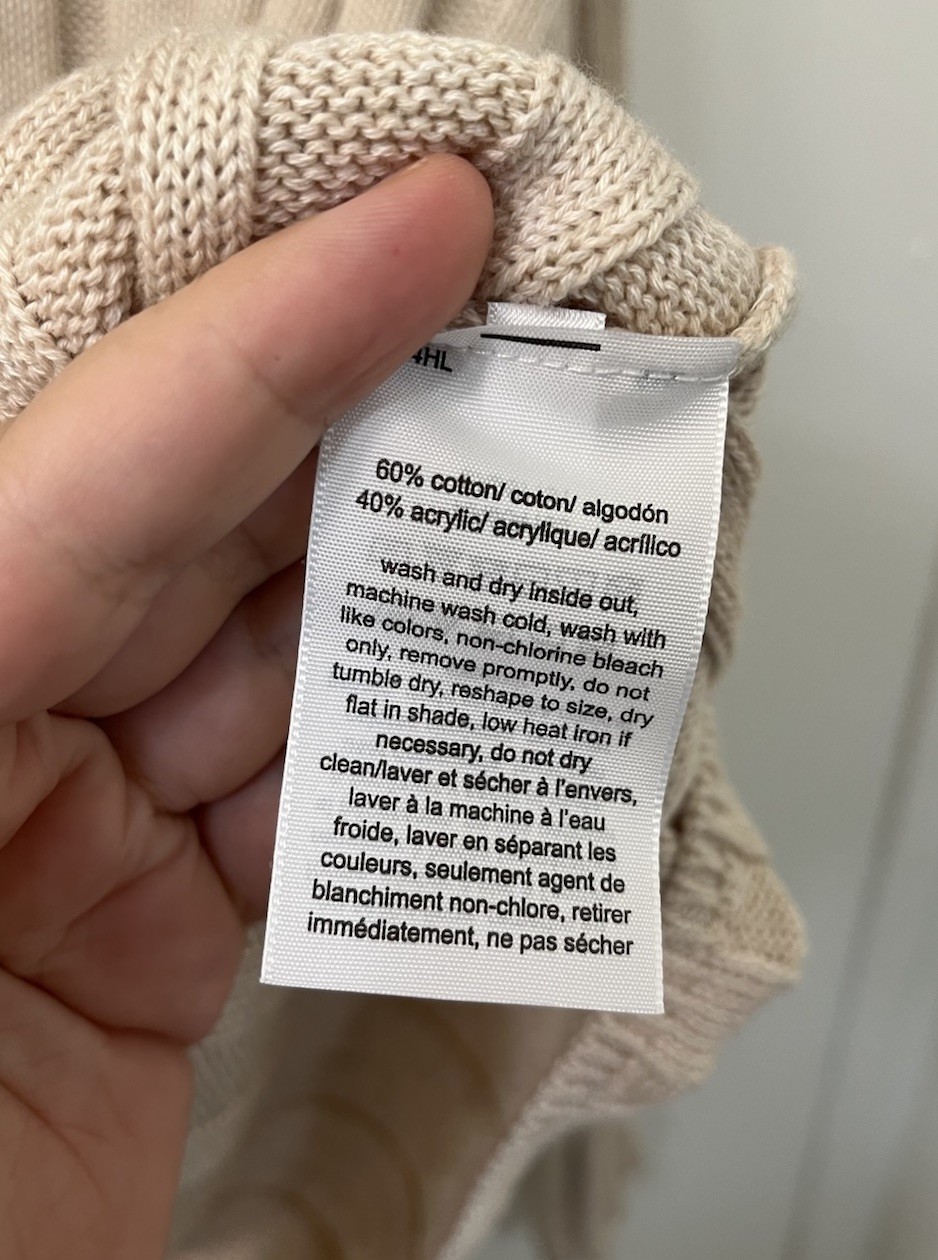 4HL
60% cotton/ coton/ algodón
40% acrylic/ acrylique/ acrílico
wash and dry inside out,
machine wash cold, wash with
like colors, non-chlorine bleach
only, remove promptly, do not
tumble dry, reshape to size, dry
flat in shade, low heat iron if
necessary, do not dry
clean/laver et sécher à l'envers,
laver à la machine à l'eau
froide, laver en séparant les
couleurs, seulement agent de
blanchiment non-chlore, retirer
immédiatement, ne pas sécher